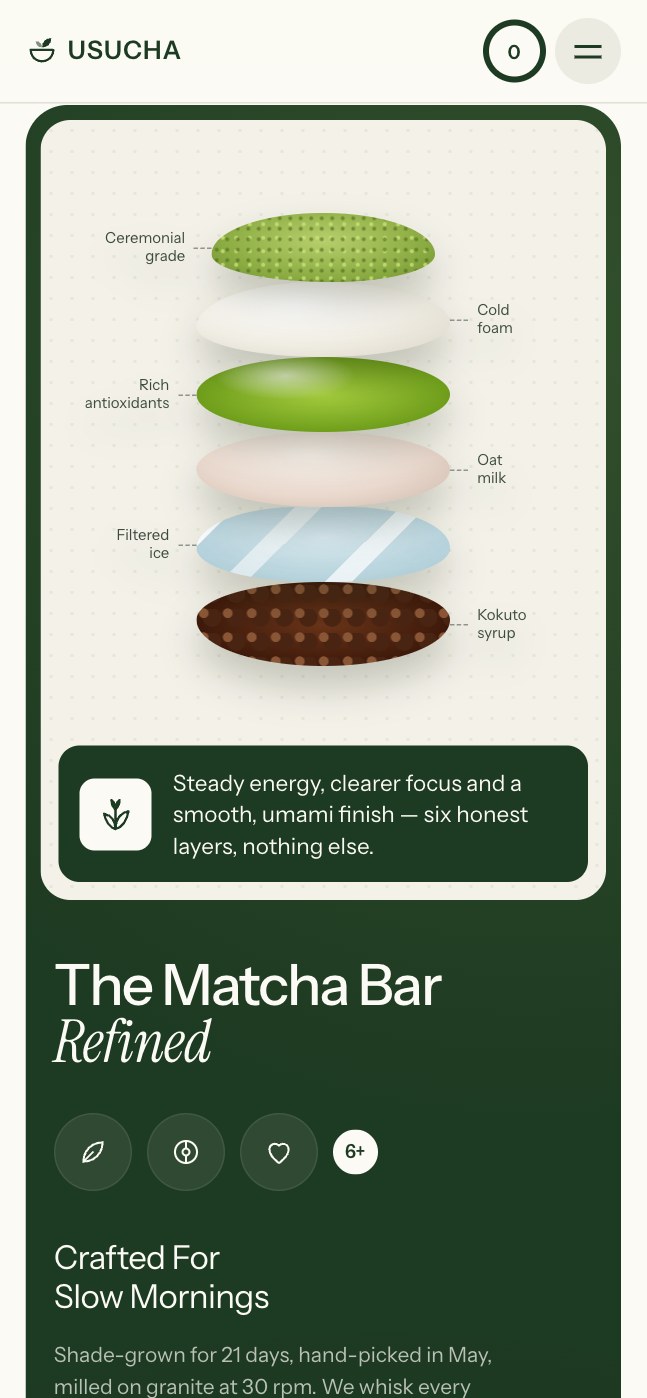 USUCHA
0
Ceremonial
grade
Cold
foam
Rich
antioxidants
Oat
milk
Filtered
ice
Kokuto
syrup
Steady energy, clearer focus and a
smooth, umami finish — six honest
layers, nothing else.
The Matcha Bar
Refined
6+
Crafted For
Slow Mornings
Shade-grown for 21 days, hand-picked in May,
milled on granite at 30 rpm. We whisk every